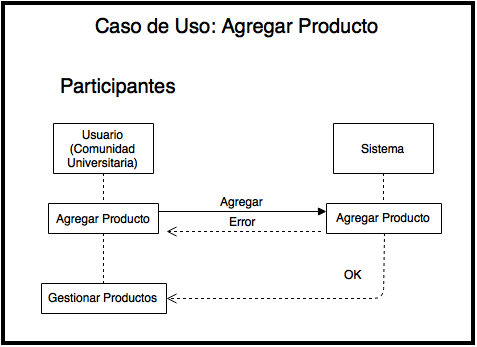 Caso de Uso: Agregar Producto
Participantes
Usuario
(Comunidad
Universitaria)
Sistema
Agregar
Agregar Producto
Error
Agregar Producto
OK
Gestionar Productos